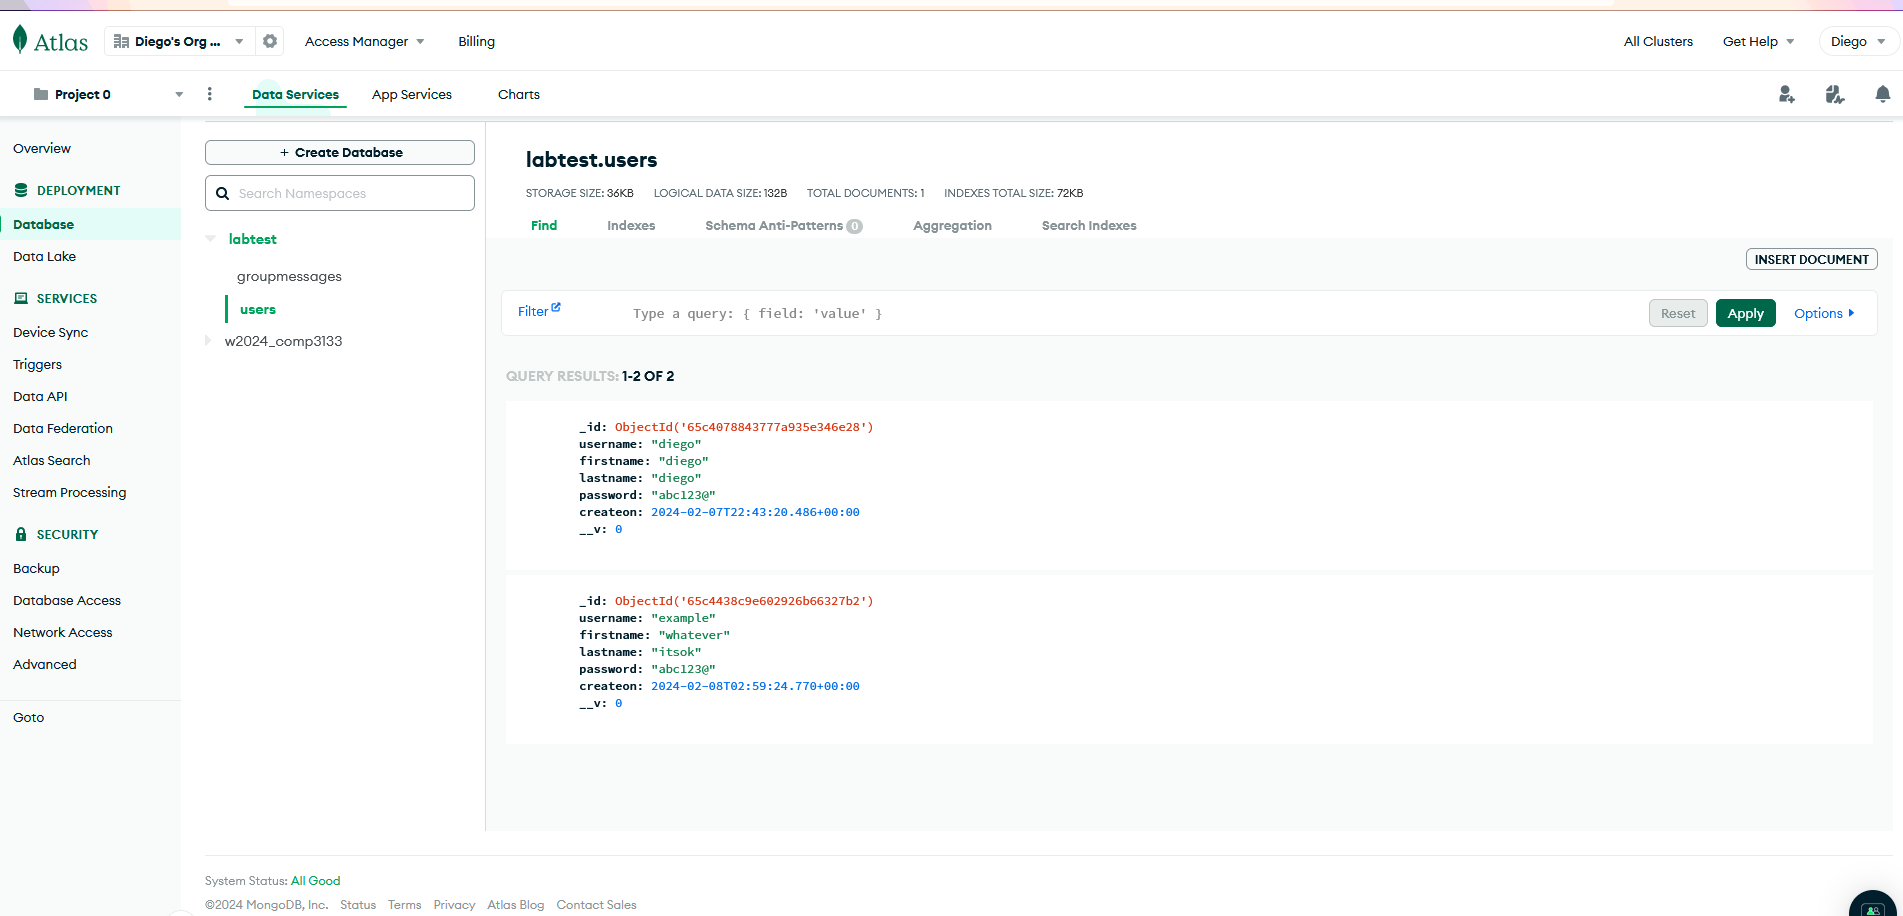 Atlas
Diego's Org ...
Access Manager
Billing
All Clusters
Get Help
Diego
Project 0
Data Services
App Services
Charts
Overview
DEPLOYMENT
Database
Data Lake
SERVICES
Device Sync
Triggers
Data API
Data Federation
Atlas Search
Stream Processing
SECURITY
Backup
Database Access
Network Access
Advanced
Goto
+ Create Database
Search Namespaces
labtest
groupmessages
users
w2024_comp3133
labtest.users
STORAGE SIZE: 36KB LOGICAL DATA SIZE: 132B TOTAL DOCUMENTS: 1 INDEXES TOTAL SIZE: 72KB
Find Indexes Schema Anti-Patterns 0 Aggregation Search Indexes
INSERT DOCUMENT
Filter Type a query: { field: 'value' } Reset Apply Options
QUERY RESULTS: 1-2 OF 2
_id: ObjectId('65c4078843777a935e346e28')
username: "diego"
firstname: "diego"
lastname: "diego"
password: "abc123@"
createon: 2024-02-07T22:43:20.486+00:00
__v: 0
_id: ObjectId('65c4438c9e602926b66327b2')
username: "example"
firstname: "whatever"
lastname: "itsok"
password: "abc123@"
createon: 2024-02-08T02:59:24.770+00:00
__v: 0
System Status: All Good
©2024 MongoDB, Inc. Status Terms Privacy Atlas Blog Contact Sales